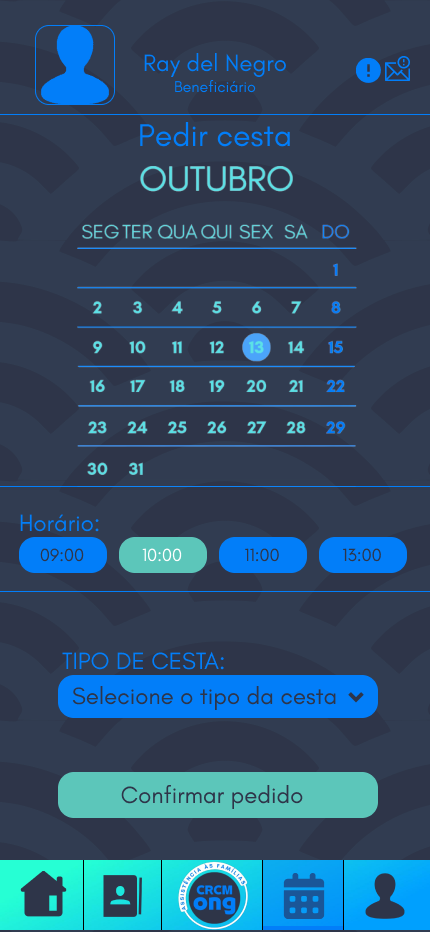 Ray del Negro
Beneficiário
Pedir cesta
OUTUBRO
SEG TER QUA QUI SEX SA DO
1
2 3 4 5 6 7 8
9 10 11 12 13 14 15
16 17 18 19 20 21 22
23 24 25 26 27 28 29
30 31
Horário:
09:00 10:00 11:00 13:00
TIPO DE CESTA:
Selecione o tipo da cesta
Confirmar pedido
ASSISTÊNCIA ÀS FAMÍLIAS
CRCM
ong